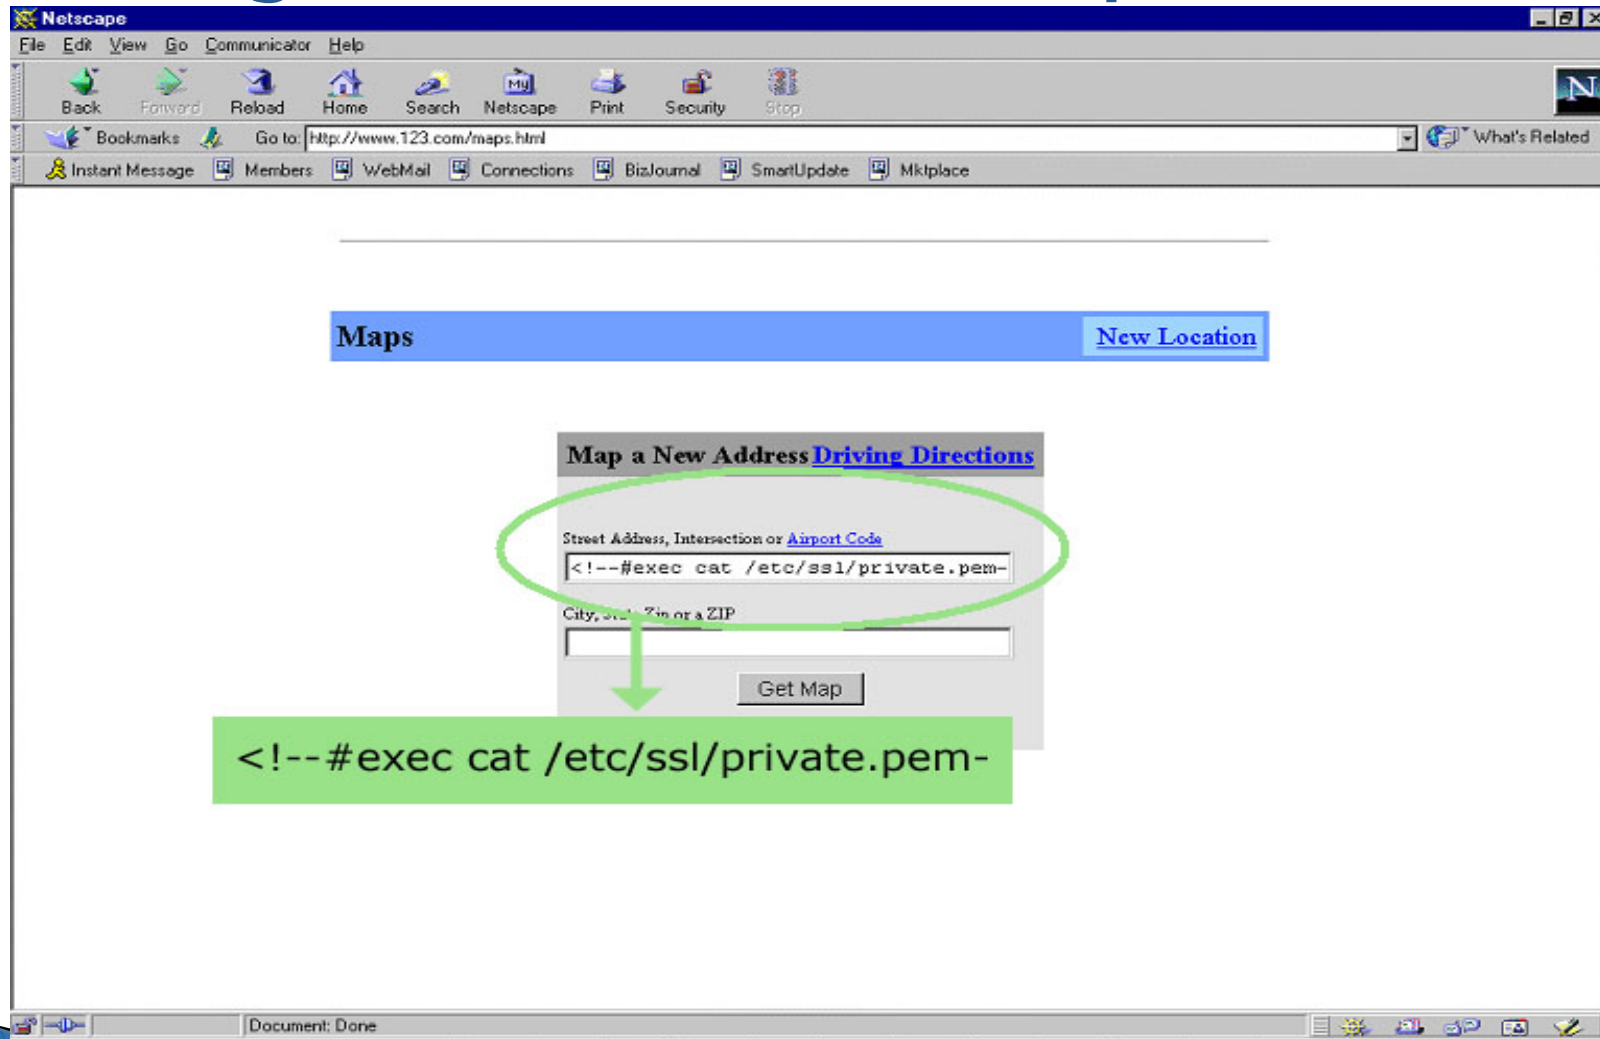 Netscape
File Edit View Go Communicator Help
Back Forward Reload Home Search Netscape Print Security Stop
Bookmarks Go to: http://www.123.com/maps.html What's Related
Instant Message Members WebMail Connections BizJournal SmartUpdate Mktplace
Maps New Location
Map a New Address Driving Directions
Street Address, Intersection or Airport Code
<!--#exec cat /etc/ssl/private.pem-
City, State Zip or a ZIP
Get Map
<!--#exec cat /etc/ssl/private.pem-
Document: Done